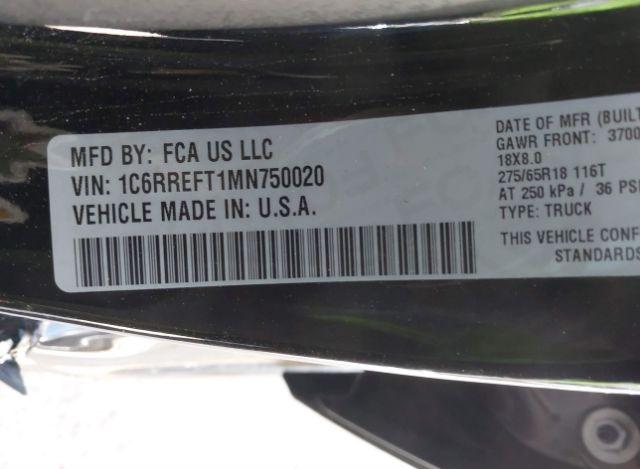 MFD BY: FCA US LLC
VIN: 1C6RREFT1MN750020
VEHICLE MADE IN: U.S.A.
DATE OF MFR (BUILT
GAWR FRONT: 3700
18X8.0
275/65R18 116T
AT 250 kPa / 36 PSI
TYPE: TRUCK
THIS VEHICLE CONF
STANDARDS